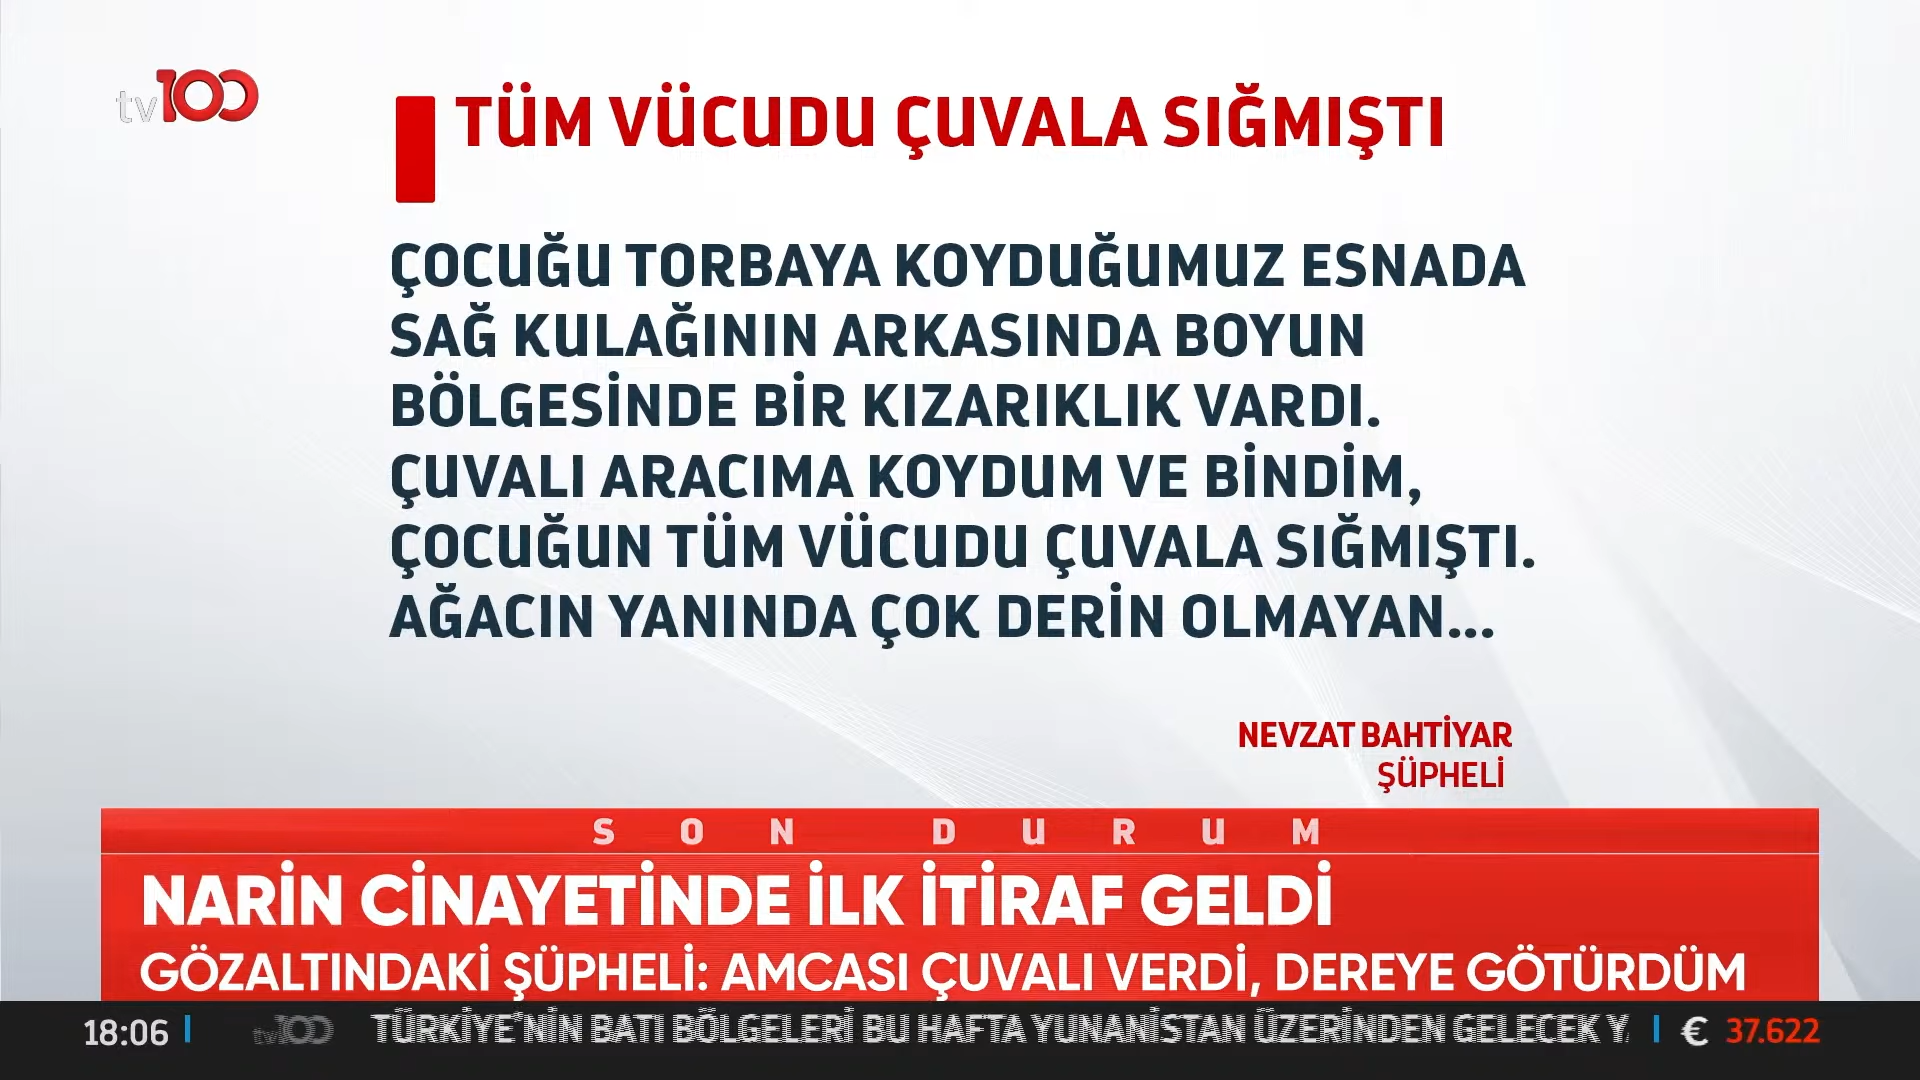 tv100
TÜM VÜCUDU ÇUVALA SIĞMIŞTI
ÇOCUĞU TORBAYA KOYDUĞUMUZ ESNADA
SAĞ KULAĞININ ARKASINDA BOYUN
BÖLGESİNDE BİR KIZARIKLIK VARDI.
ÇUVALI ARACIMA KOYDUM VE BİNDİM,
ÇOCUĞUN TÜM VÜCUDU ÇUVALA SIĞMIŞTI.
AĞACIN YANINDA ÇOK DERİN OLMAYAN...
NEVZAT BAHTİYAR
ŞÜPHELİ
SON DURUM
NARİN CİNAYETİNDE İLK İTİRAF GELDİ
GÖZALTINDAKİ ŞÜPHELİ: AMCASI ÇUVALI VERDİ, DEREYE GÖTÜRDÜM
18:06 tv100 TÜRKİYE'NİN BATI BÖLGELERİ BU HAFTA YUNANİSTAN ÜZERİNDEN GELECEK € 37.622